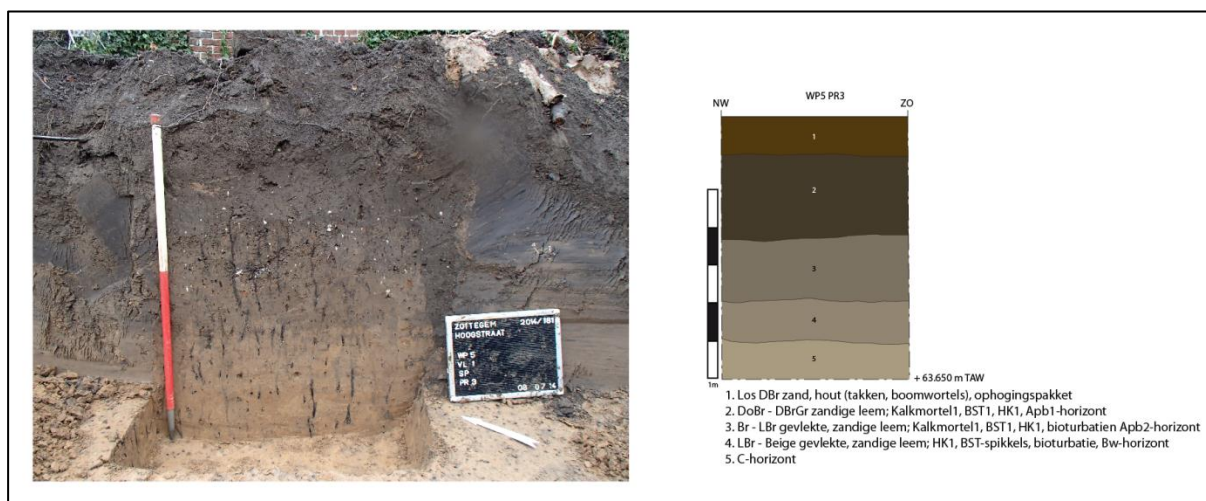 ZOTTEGEM 2014/181
HOOGSTRAAT
WP 5
VL 1
SP
PR 3 08 07 14
NW WP5 PR3 ZO
1
2
3
4
5
1m
+ 63.650 m TAW
1. Los DBr zand, hout (takken, boomwortels), ophogingspakket
2. DoBr - DBrGr zandige leem; Kalkmortel1, BST1, HK1, Apb1-horizont
3. Br - LBr gevlekte, zandige leem; Kalkmortel1, BST1, HK1, bioturbatien Apb2-horizont
4. LBr - Beige gevlekte, zandige leem; HK1, BST-spikkels, bioturbatie, Bw-horizont
5. C-horizont